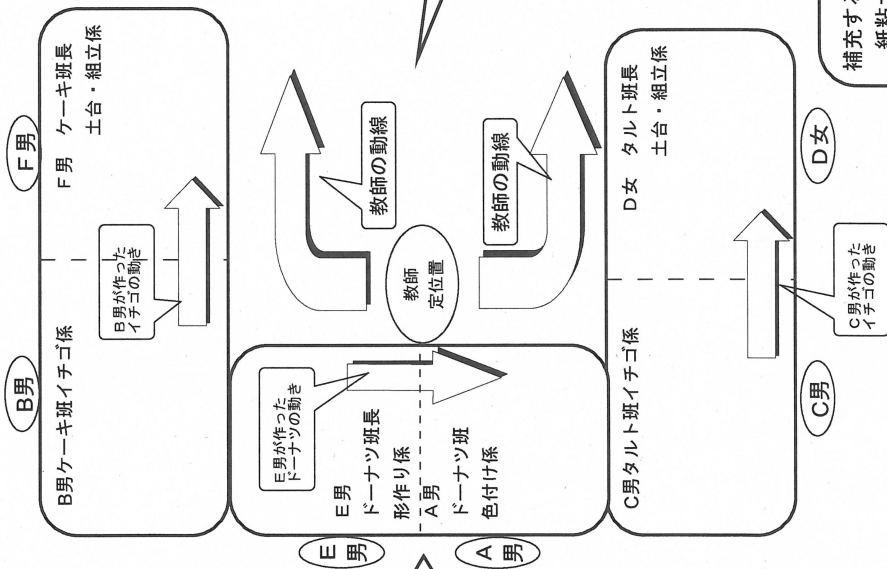 F男
F男 ケーキ班長
土台・組立係
B男
B男ケーキ班イチゴ係
B男が作った
イチゴの動き
教師の動線
教師
定位置
教師の動線
E男が作った
ドーナツの動き
E男
ドーナツ班長
形作り係
A男
ドーナツ班
色付け係
E男
A男
D女 タルト班長
土台・組立係
D女
C男タルト班イチゴ係
C男
C男が作った
イチゴの動き
補充する